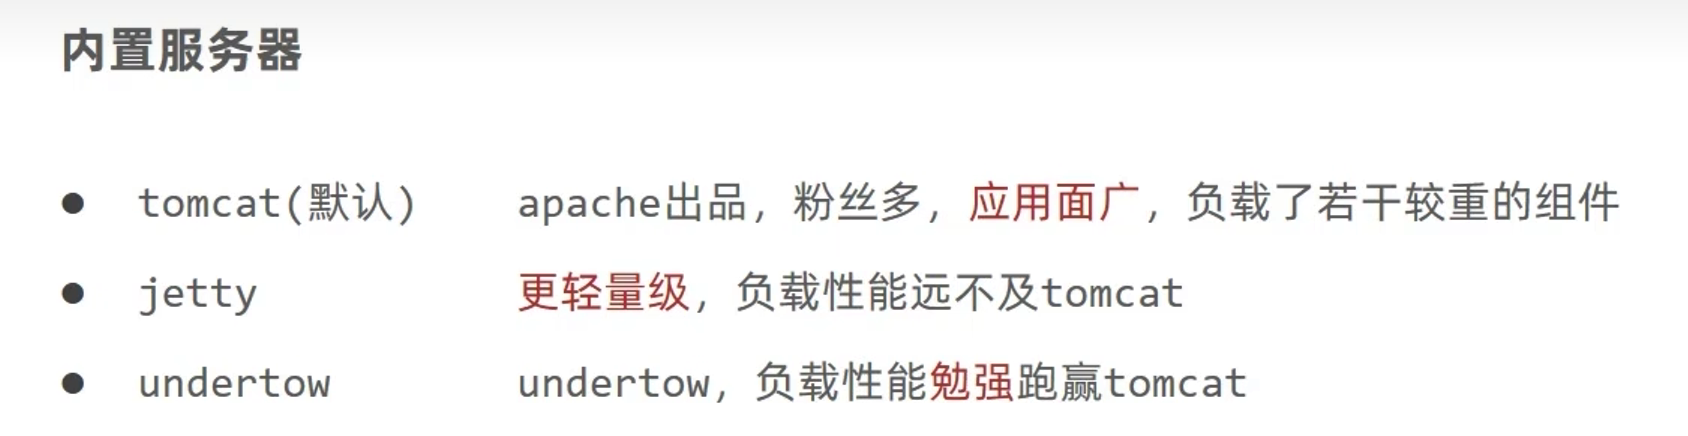 内置服务器
● tomcat(默认) apache出品，粉丝多，应用面广，负载了若干较重的组件
● jetty 更轻量级，负载性能远不及tomcat
● undertow undertow，负载性能勉强跑赢tomcat